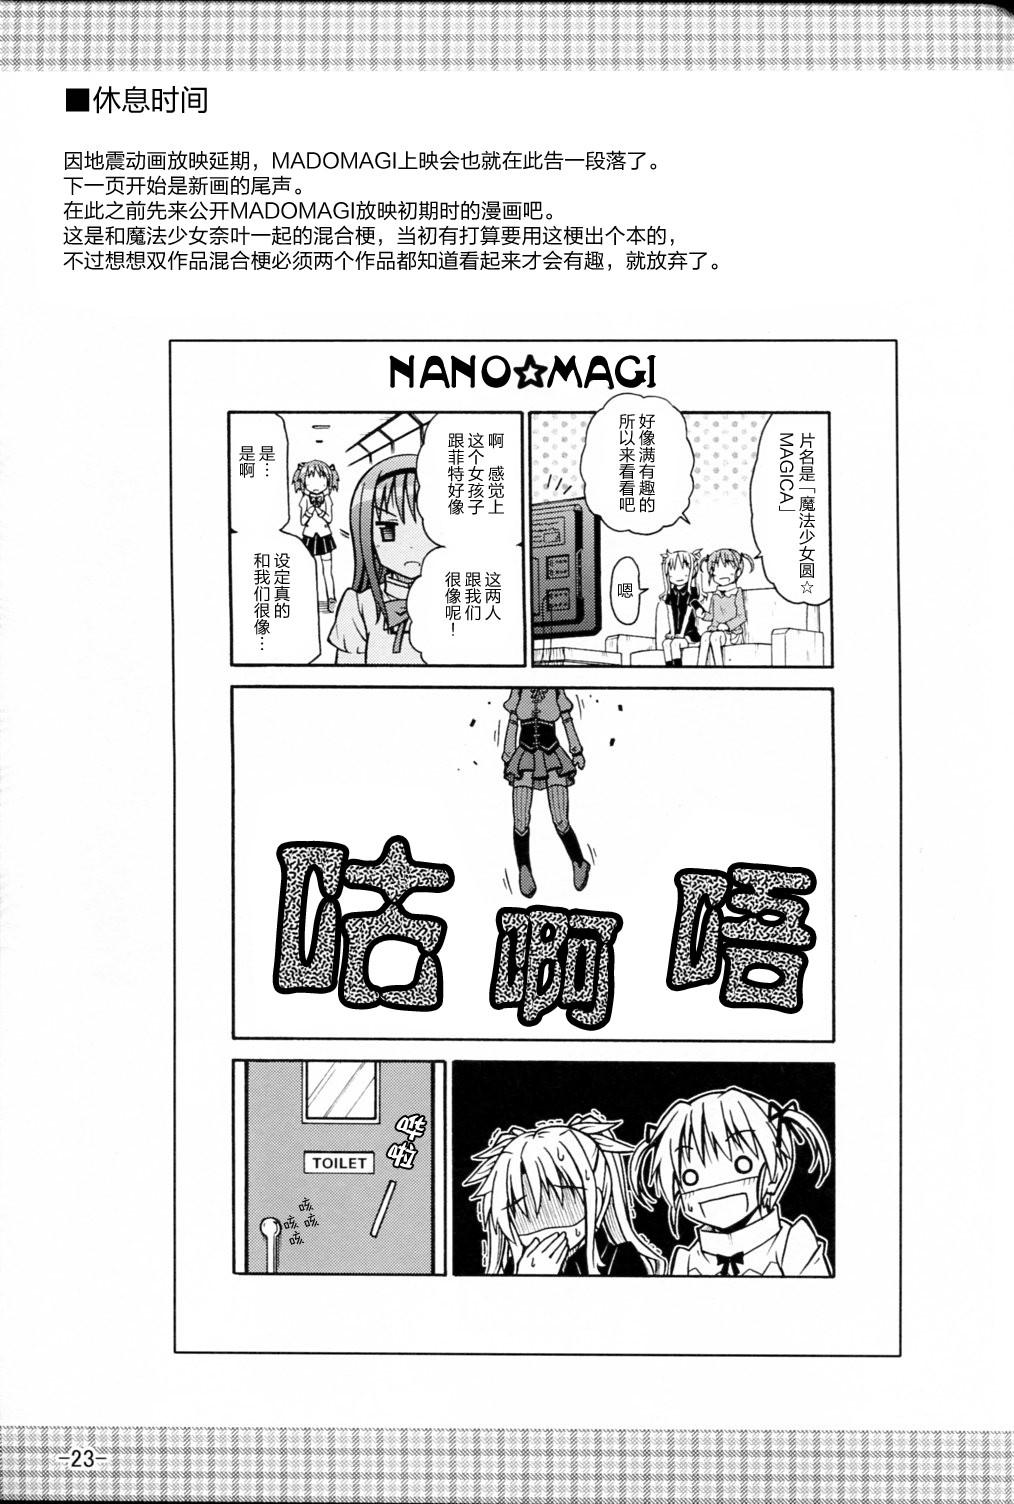 ■休息时间
因地震动画放映延期，MADOMAGI上映会也就在此告一段落了。
下一页开始是新画的尾声。
在此之前先来公开MADOMAGI放映初期时的漫画吧。
这是和魔法少女奈叶一起的混合梗，当初有打算要用这梗出个本的，
不过想想双作品混合梗必须两个作品都知道看起来才会有趣，就放弃了。
NANO☆MAGI
片名是「魔法少女圆☆
MAGICA」
好像满有趣的
所以来看看吧
嗯
啊 感觉上
这个女孩子
跟菲特好像
这两人
跟我们
很像呢！
是…
是啊
设定真的
和我们很像…
咕
啊
唔
TOILET
咳
咳
咳
咳
-23-